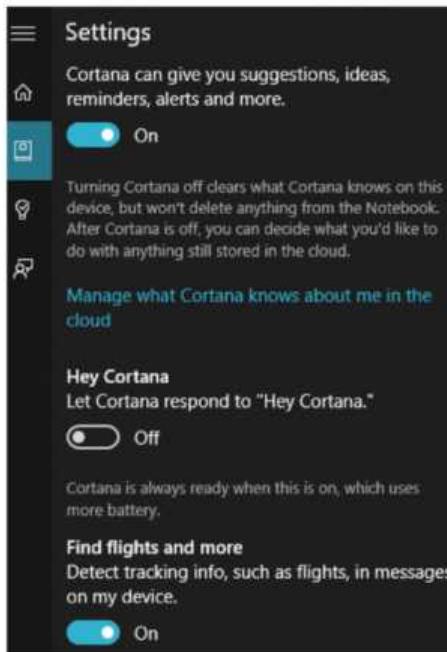 Settings
Cortana can give you suggestions, ideas,
reminders, alerts and more.
On
Turning Cortana off clears what Cortana knows on this
device, but won't delete anything from the Notebook.
After Cortana is off, you can decide what you'd like to
do with anything still stored in the cloud.
Manage what Cortana knows about me in the
cloud
Hey Cortana
Let Cortana respond to "Hey Cortana."
Off
Cortana is always ready when this is on, which uses
more battery.
Find flights and more
Detect tracking info, such as flights, in messages
on my device.
On